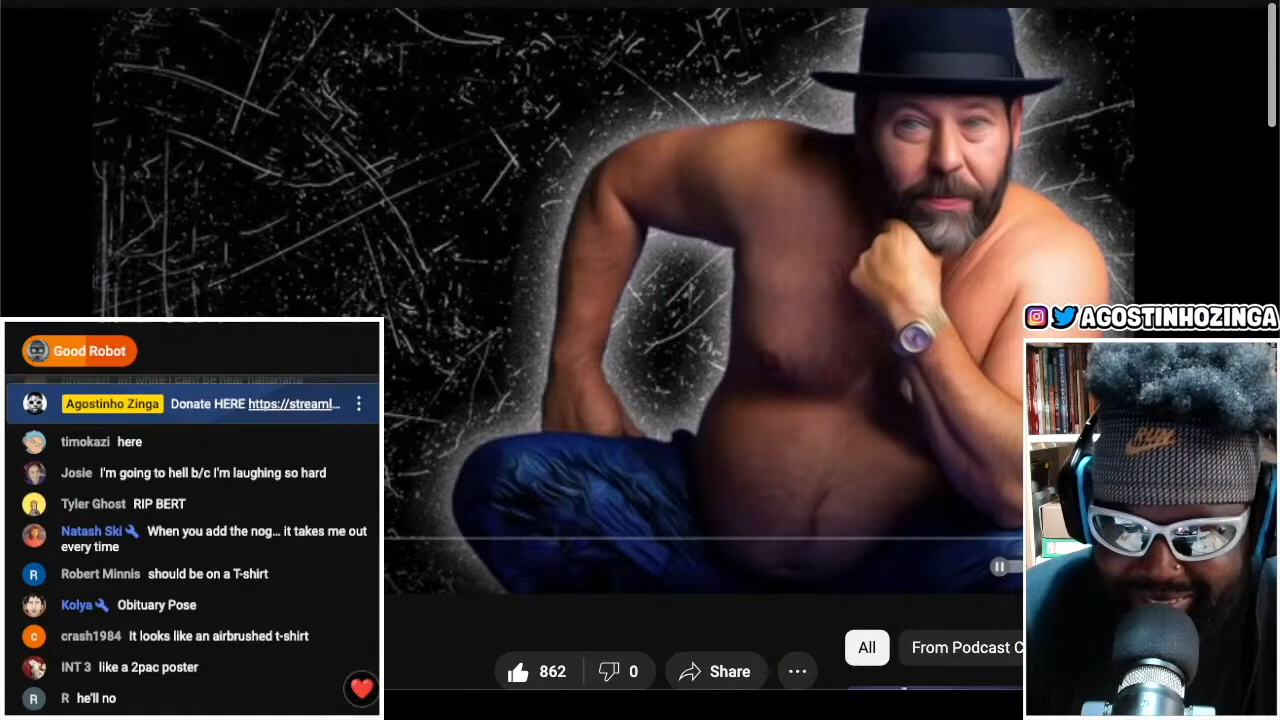 AGOSTINHOZINGA
Good Robot
Agostinho Zinga Donate HERE https://streaml...
timokazi here
Josie I'm going to hell b/c I'm laughing so hard
Tyler Ghost RIP BERT
Natash Ski When you add the nog... it takes me out
every time
R Robert Minnis should be on a T-shirt
Kolya Obituary Pose
c crash1984 It looks like an airbrushed t-shirt
INT 3 like a 2pac poster
R R he'll no
All
From Podcast C
862
0
Share
RUN